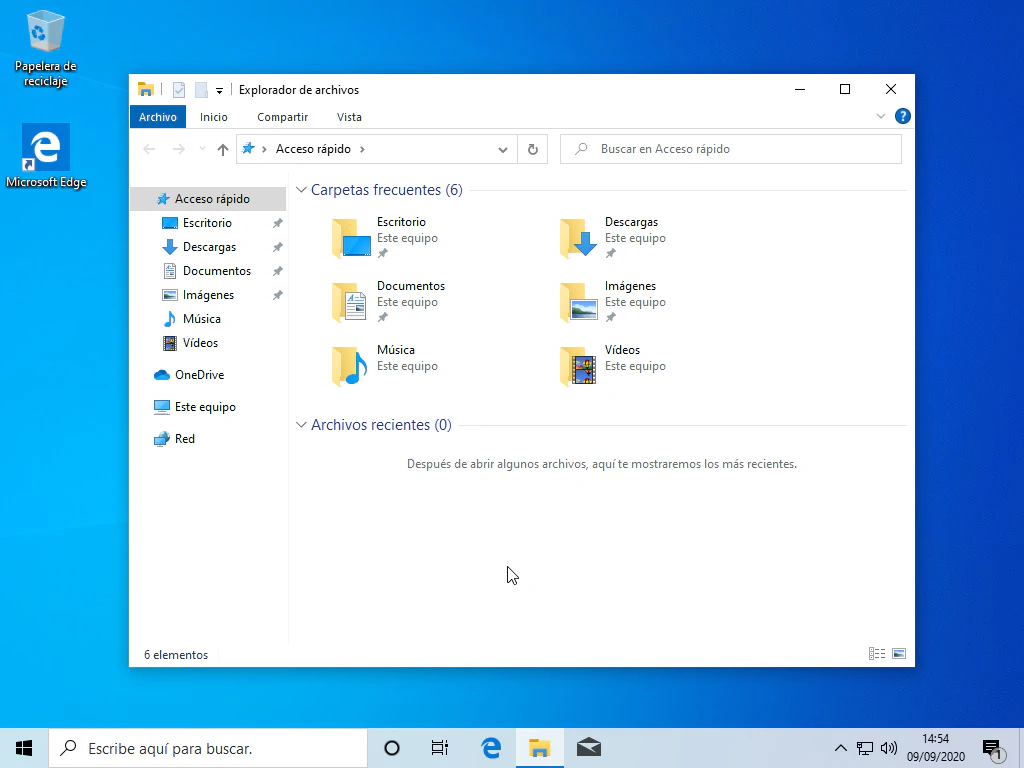 Papelera de
reciclaje
Microsoft Edge
Explorador de archivos
Archivo Inicio Compartir Vista
?
Acceso rápido
Buscar en Acceso rápido
Acceso rápido
Escritorio
Descargas
Documentos
Imágenes
Música
Vídeos
OneDrive
Este equipo
Red
Carpetas frecuentes (6)
Escritorio
Este equipo
Descargas
Este equipo
Documentos
Este equipo
Imágenes
Este equipo
Música
Este equipo
Vídeos
Este equipo
Archivos recientes (0)
Después de abrir algunos archivos, aquí te mostraremos los más recientes.
6 elementos
Escribe aquí para buscar.
14:54
09/09/2020
1